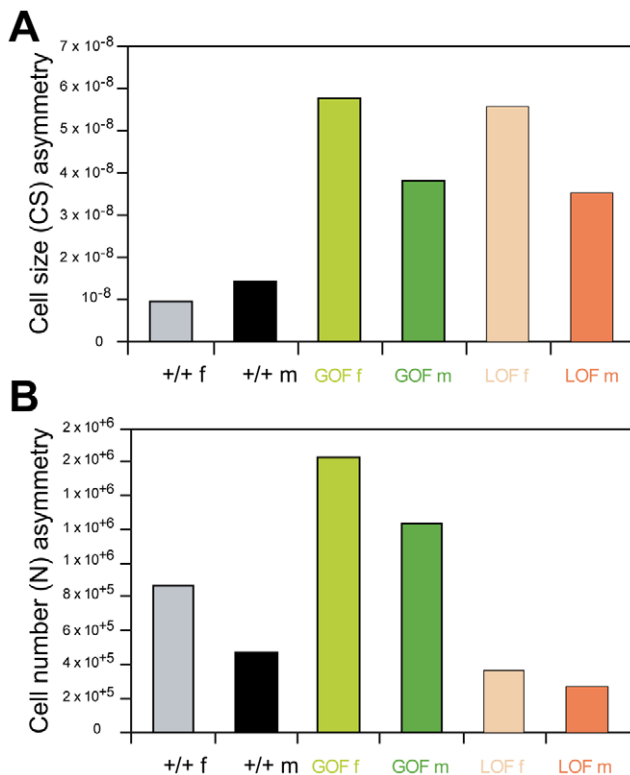 A
Cell size (CS) asymmetry
7 x 10⁻⁸
6 x 10⁻⁸
5 x 10⁻⁸
4 x 10⁻⁸
3 x 10⁻⁸
2 x 10⁻⁸
10⁻⁸
0
+/+ f +/+ m GOF f GOF m LOF f LOF m
B
Cell number (N) asymmetry
2 x 10⁺⁶
2 x 10⁺⁶
1 x 10⁺⁶
1 x 10⁺⁶
1 x 10⁺⁶
8 x 10⁺⁵
6 x 10⁺⁵
4 x 10⁺⁵
2 x 10⁺⁵
0
+/+ f +/+ m GOF f GOF m LOF f LOF m